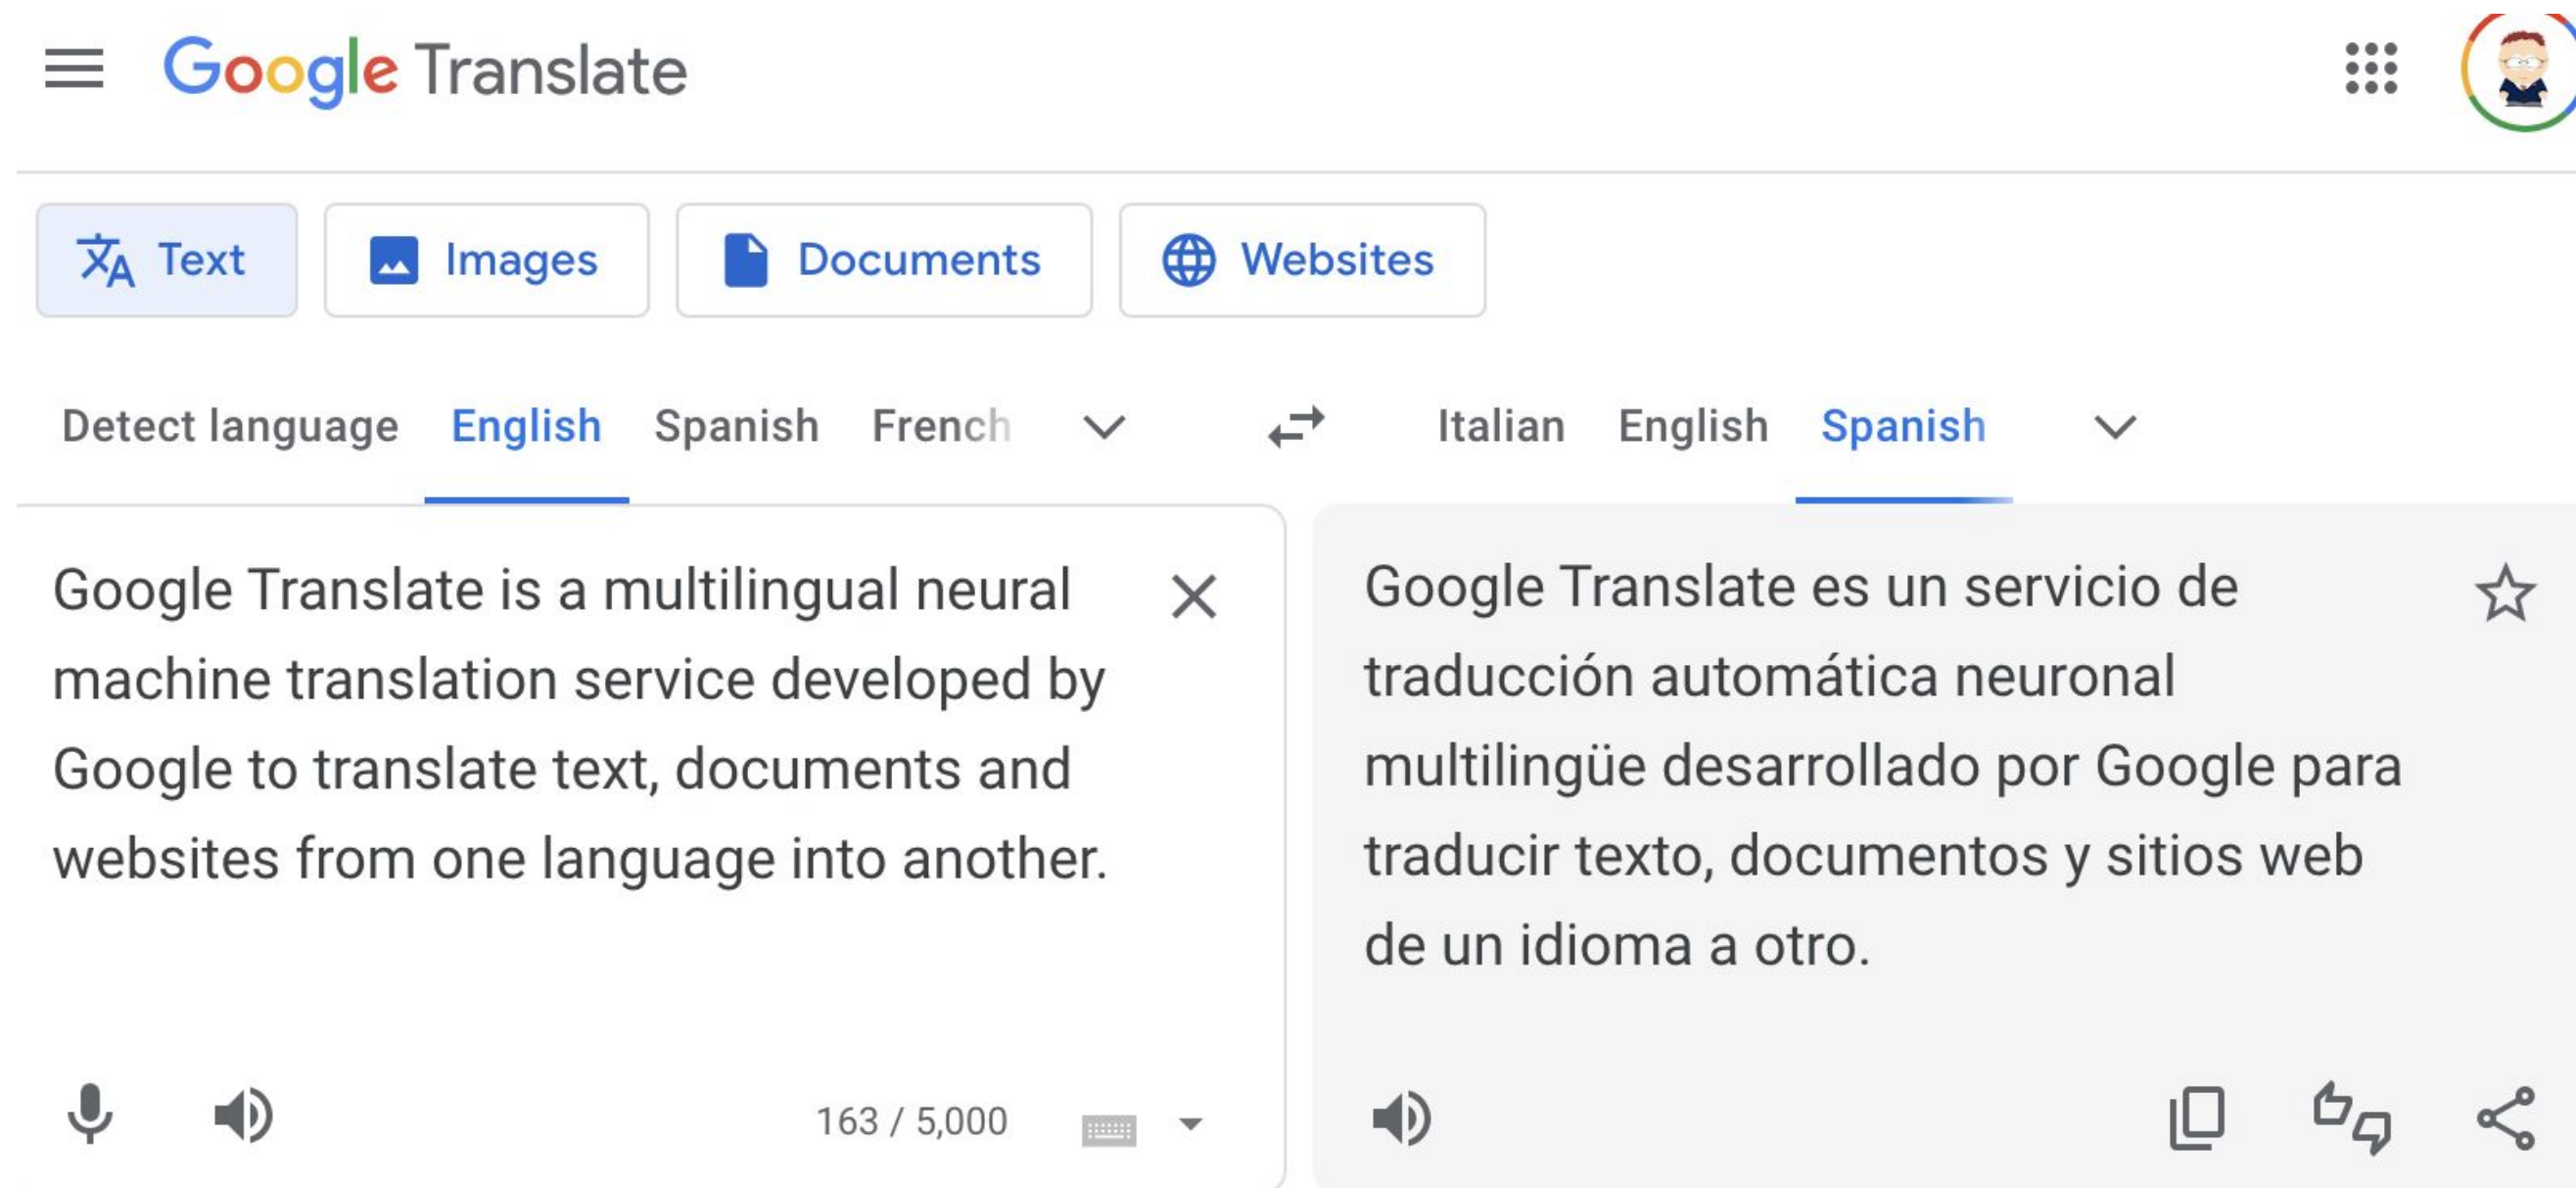 Google Translate
Text Images Documents Websites
Detect language English Spanish French Italian English Spanish
Google Translate is a multilingual neural
machine translation service developed by
Google to translate text, documents and
websites from one language into another.
163 / 5,000
Google Translate es un servicio de
traducción automática neuronal
multilingüe desarrollado por Google para
traducir texto, documentos y sitios web
de un idioma a otro.